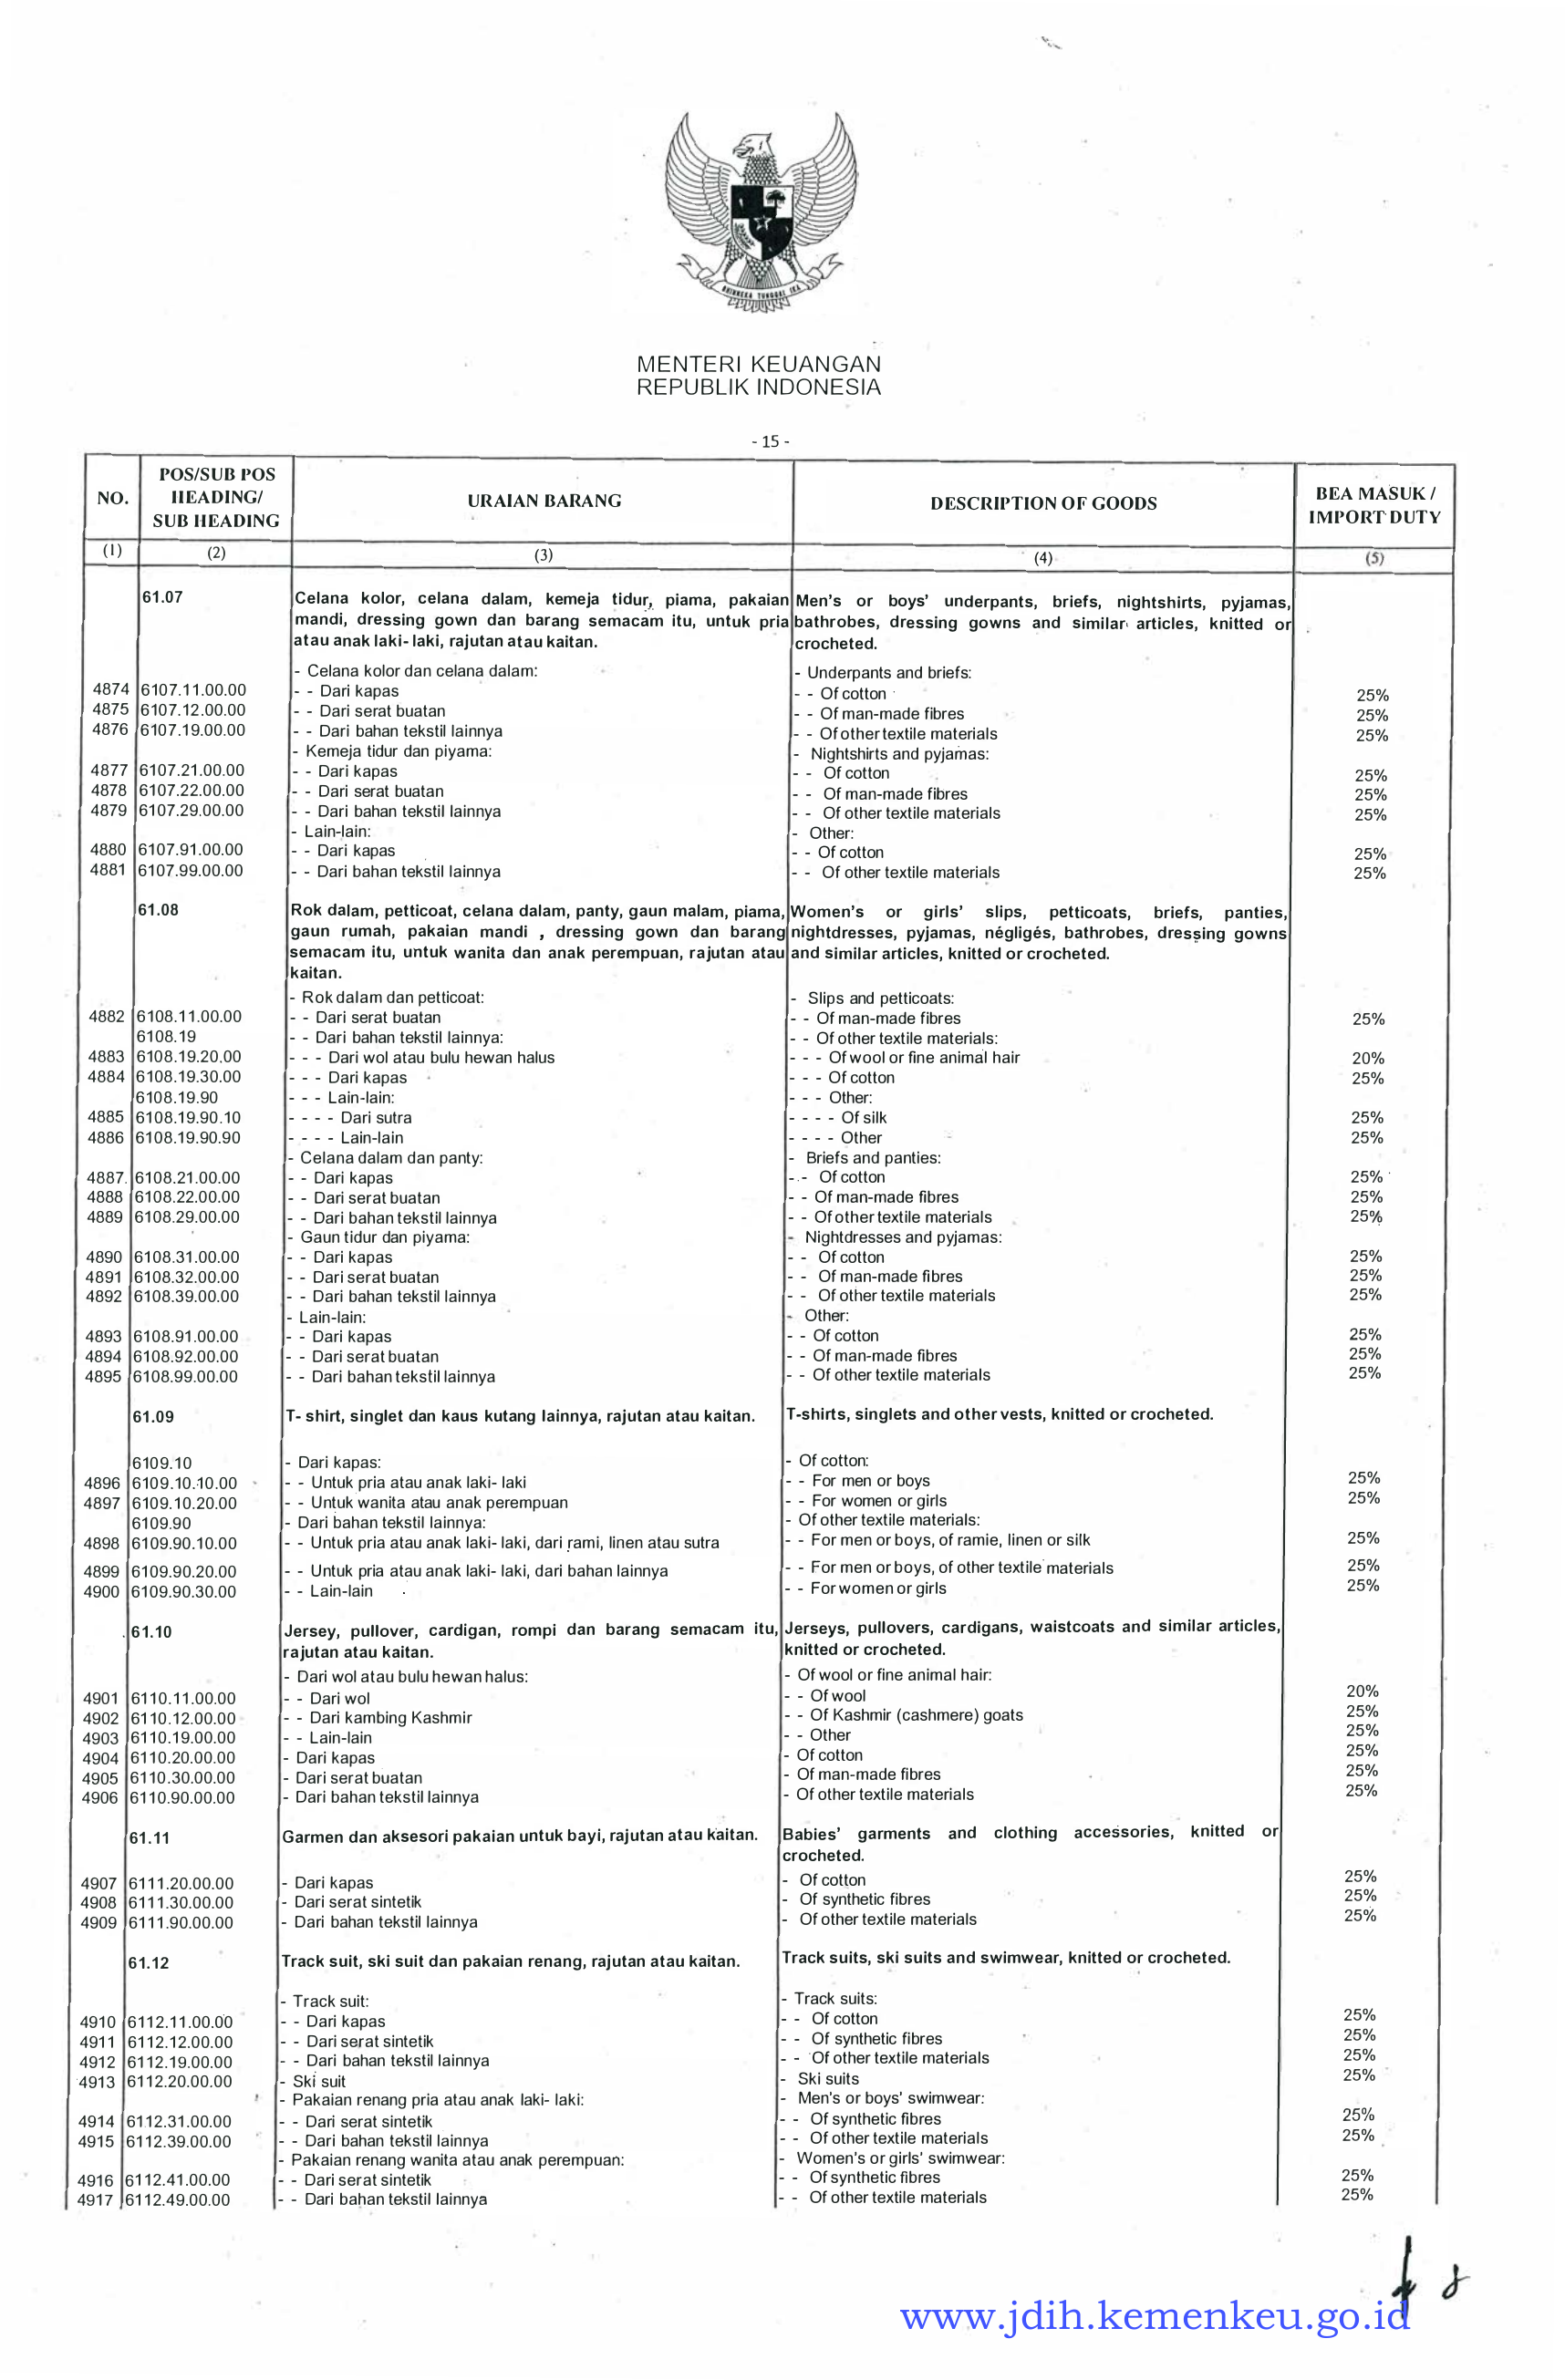 BHINNEKA TUNGGAL IKA
MENTERI KEUANGAN
REPUBLIK INDONESIA
- 15 -
NO. POS/SUB POS HEADING/ SUB HEADING URAIAN BARANG DESCRIPTION OF GOODS BEA MASUK / IMPORT DUTY
(1) (2) (3) (4) (5)
61.07 Celana kolor, celana dalam, kemeja tidur, piama, pakaian Men's or boys' underpants, briefs, nightshirts, pyjamas,
mandi, dressing gown dan barang semacam itu, untuk pria bathrobes, dressing gowns and similar articles, knitted or
atau anak laki- laki, rajutan atau kaitan. crocheted.
- Celana kolor dan celana dalam: - Underpants and briefs:
4874 6107.11.00.00 - - Dari kapas - - Of cotton 25%
4875 6107.12.00.00 - - Dari serat buatan - - Of man-made fibres 25%
4876 6107.19.00.00 - - Dari bahan tekstil lainnya - - Of other textile materials 25%
- Kemeja tidur dan piyama: - Nightshirts and pyjamas:
4877 6107.21.00.00 - - Dari kapas - - Of cotton 25%
4878 6107.22.00.00 - - Dari serat buatan - - Of man-made fibres 25%
4879 6107.29.00.00 - - Dari bahan tekstil lainnya - - Of other textile materials 25%
- Lain-lain: - Other:
4880 6107.91.00.00 - - Dari kapas - - Of cotton 25%
4881 6107.99.00.00 - - Dari bahan tekstil lainnya - - Of other textile materials 25%
61.08 Rok dalam, petticoat, celana dalam, panty, gaun malam, piama, Women's or girls' slips, petticoats, briefs, panties,
gaun rumah, pakaian mandi , dressing gown dan barang nightdresses, pyjamas, négligés, bathrobes, dressing gowns
semacam itu, untuk wanita dan anak perempuan, rajutan atau and similar articles, knitted or crocheted.
kaitan.
- Rok dalam dan petticoat: - Slips and petticoats:
4882 6108.11.00.00 - - Dari serat buatan - - Of man-made fibres 25%
6108.19 - - Dari bahan tekstil lainnya: - - Of other textile materials:
4883 6108.19.20.00 - - - Dari wol atau bulu hewan halus - - - Of wool or fine animal hair 20%
4884 6108.19.30.00 - - - Dari kapas - - - Of cotton 25%
6108.19.90 - - - Lain-lain: - - - Other:
4885 6108.19.90.10 - - - - Dari sutra - - - - Of silk 25%
4886 6108.19.90.90 - - - - Lain-lain - - - - Other 25%
- Celana dalam dan panty: - Briefs and panties:
4887 6108.21.00.00 - - Dari kapas - - Of cotton 25%
4888 6108.22.00.00 - - Dari serat buatan - - Of man-made fibres 25%
4889 6108.29.00.00 - - Dari bahan tekstil lainnya - - Of other textile materials 25%
- Gaun tidur dan piyama: - Nightdresses and pyjamas:
4890 6108.31.00.00 - - Dari kapas - - Of cotton 25%
4891 6108.32.00.00 - - Dari serat buatan - - Of man-made fibres 25%
4892 6108.39.00.00 - - Dari bahan tekstil lainnya - - Of other textile materials 25%
- Lain-lain: - Other:
4893 6108.91.00.00 - - Dari kapas - - Of cotton 25%
4894 6108.92.00.00 - - Dari serat buatan - - Of man-made fibres 25%
4895 6108.99.00.00 - - Dari bahan tekstil lainnya - - Of other textile materials 25%
61.09 T- shirt, singlet dan kaus kutang lainnya, rajutan atau kaitan. T-shirts, singlets and other vests, knitted or crocheted.
6109.10 - Dari kapas: - Of cotton:
4896 6109.10.10.00 - - Untuk pria atau anak laki- laki - - For men or boys 25%
4897 6109.10.20.00 - - Untuk wanita atau anak perempuan - - For women or girls 25%
6109.90 - Dari bahan tekstil lainnya: - Of other textile materials:
4898 6109.90.10.00 - - Untuk pria atau anak laki- laki, dari rami, linen atau sutra - - For men or boys, of ramie, linen or silk 25%
4899 6109.90.20.00 - - Untuk pria atau anak laki- laki, dari bahan lainnya - - For men or boys, of other textile materials 25%
4900 6109.90.30.00 - - Lain-lain - - For women or girls 25%
61.10 Jersey, pullover, cardigan, rompi dan barang semacam itu, Jerseys, pullovers, cardigans, waistcoats and similar articles,
rajutan atau kaitan. knitted or crocheted.
- Dari wol atau bulu hewan halus: - Of wool or fine animal hair:
4901 6110.11.00.00 - - Dari wol - - Of wool 20%
4902 6110.12.00.00 - - Dari kambing Kashmir - - Of Kashmir (cashmere) goats 25%
4903 6110.19.00.00 - - Lain-lain - - Other 25%
4904 6110.20.00.00 - Dari kapas - Of cotton 25%
4905 6110.30.00.00 - Dari serat buatan - Of man-made fibres 25%
4906 6110.90.00.00 - Dari bahan tekstil lainnya - Of other textile materials 25%
61.11 Garmen dan aksesori pakaian untuk bayi, rajutan atau kaitan. Babies' garments and clothing accessories, knitted or
crocheted.
4907 6111.20.00.00 - Dari kapas - Of cotton 25%
4908 6111.30.00.00 - Dari serat sintetik - Of synthetic fibres 25%
4909 6111.90.00.00 - Dari bahan tekstil lainnya - Of other textile materials 25%
61.12 Track suit, ski suit dan pakaian renang, rajutan atau kaitan. Track suits, ski suits and swimwear, knitted or crocheted.
- Track suit: - Track suits:
4910 6112.11.00.00 - - Dari kapas - - Of cotton 25%
4911 6112.12.00.00 - - Dari serat sintetik - - Of synthetic fibres 25%
4912 6112.19.00.00 - - Dari bahan tekstil lainnya - - Of other textile materials 25%
4913 6112.20.00.00 - Ski suit - Ski suits 25%
- Pakaian renang pria atau anak laki- laki: - Men's or boys' swimwear:
4914 6112.31.00.00 - - Dari serat sintetik - - Of synthetic fibres 25%
4915 6112.39.00.00 - - Dari bahan tekstil lainnya - - Of other textile materials 25%
- Pakaian renang wanita atau anak perempuan: - Women's or girls' swimwear:
4916 6112.41.00.00 - - Dari serat sintetik - - Of synthetic fibres 25%
4917 6112.49.00.00 - - Dari bahan tekstil lainnya - - Of other textile materials 25%
www.jdih.kemenkeu.go.id